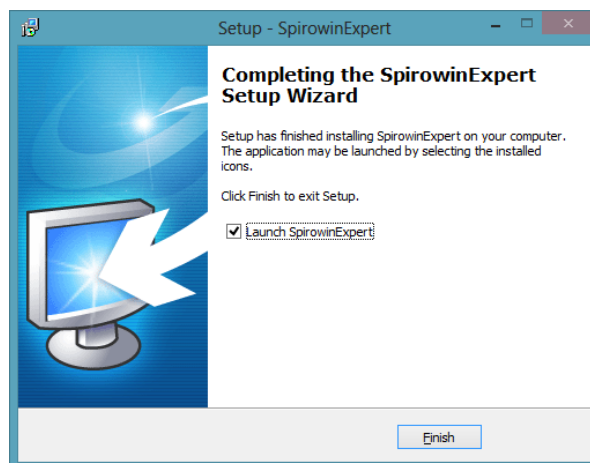 Setup - SpirowinExpert
Completing the SpirowinExpert
Setup Wizard
Setup has finished installing SpirowinExpert on your computer.
The application may be launched by selecting the installed
icons.
Click Finish to exit Setup.
Launch SpirowinExpert
Finish